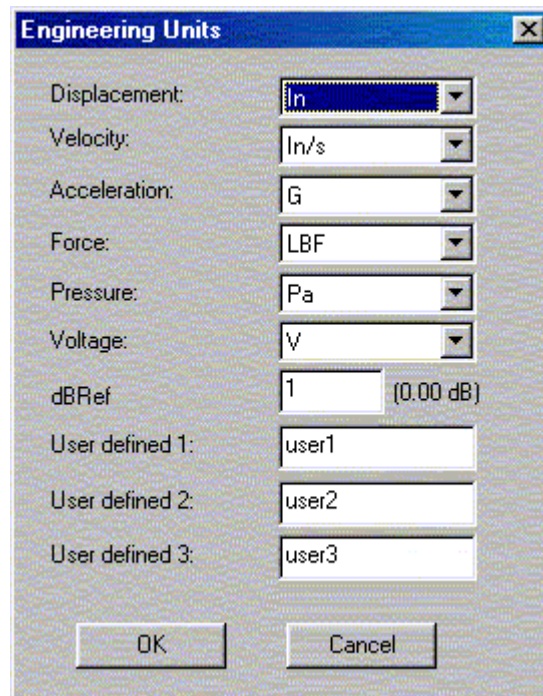 Engineering Units
Displacement: In
Velocity: In/s
Acceleration: G
Force: LBF
Pressure: Pa
Voltage: V
dBRef 1 (0.00 dB)
User defined 1: user1
User defined 2: user2
User defined 3: user3
OK Cancel